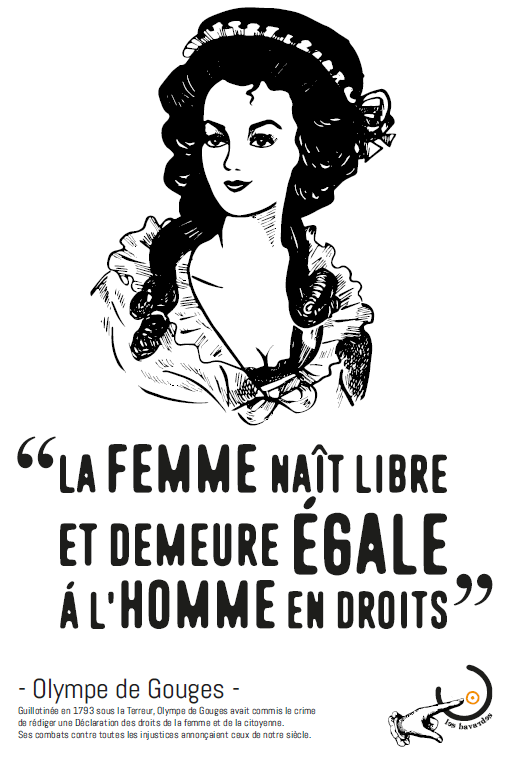 “LA FEMME NAÎT LIBRE
ET DEMEURE ÉGALE
Á L'HOMME EN DROITS”
- Olympe de Gouges -
Guillotinée en 1793 sous la Terreur, Olympe de Gouges avait commis le crime
de rédiger une Déclaration des droits de la femme et de la citoyenne.
Ses combats contre toutes les injustices annonçaient ceux de notre siècle.
les bavardes